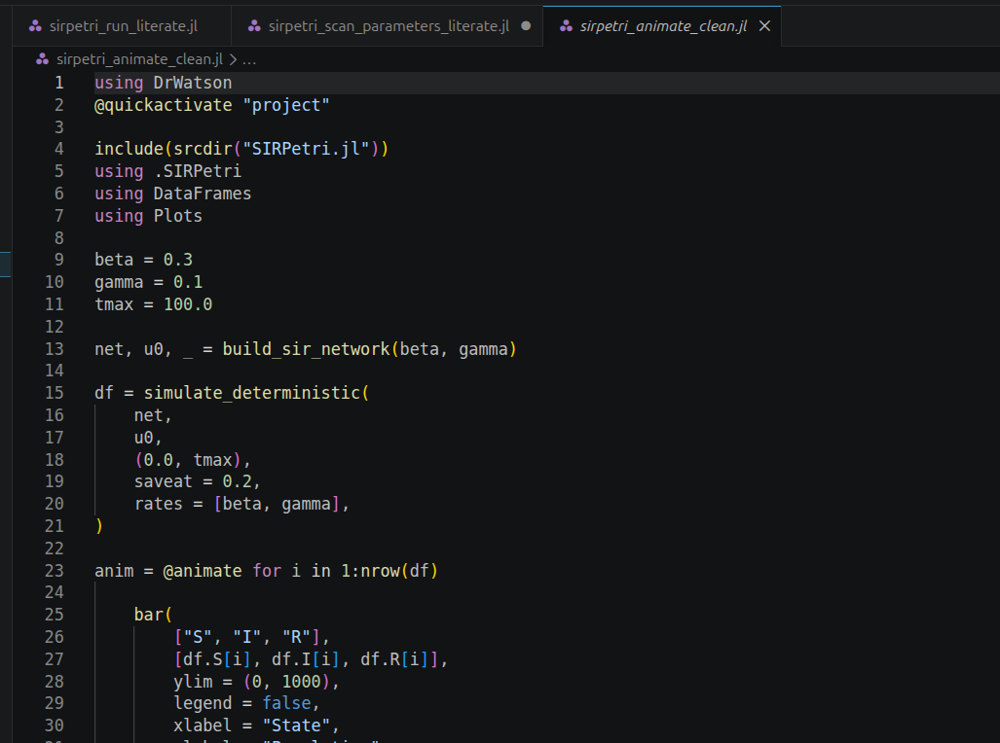 sirpetri_run_literate.jl sirpetri_scan_parameters_literate.jl sirpetri_animate_clean.jl
sirpetri_animate_clean.jl > ...
1 using DrWatson
2 @quickactivate "project"
3
4 include(srcdir("SIRPetri.jl"))
5 using .SIRPetri
6 using DataFrames
7 using Plots
8
9 beta = 0.3
10 gamma = 0.1
11 tmax = 100.0
12
13 net, u0, _ = build_sir_network(beta, gamma)
14
15 df = simulate_deterministic(
16 net,
17 u0,
18 (0.0, tmax),
19 saveat = 0.2,
20 rates = [beta, gamma],
21 )
22
23 anim = @animate for i in 1:nrow(df)
24
25 bar(
26 ["S", "I", "R"],
27 [df.S[i], df.I[i], df.R[i]],
28 ylim = (0, 1000),
29 legend = false,
30 xlabel = "State",